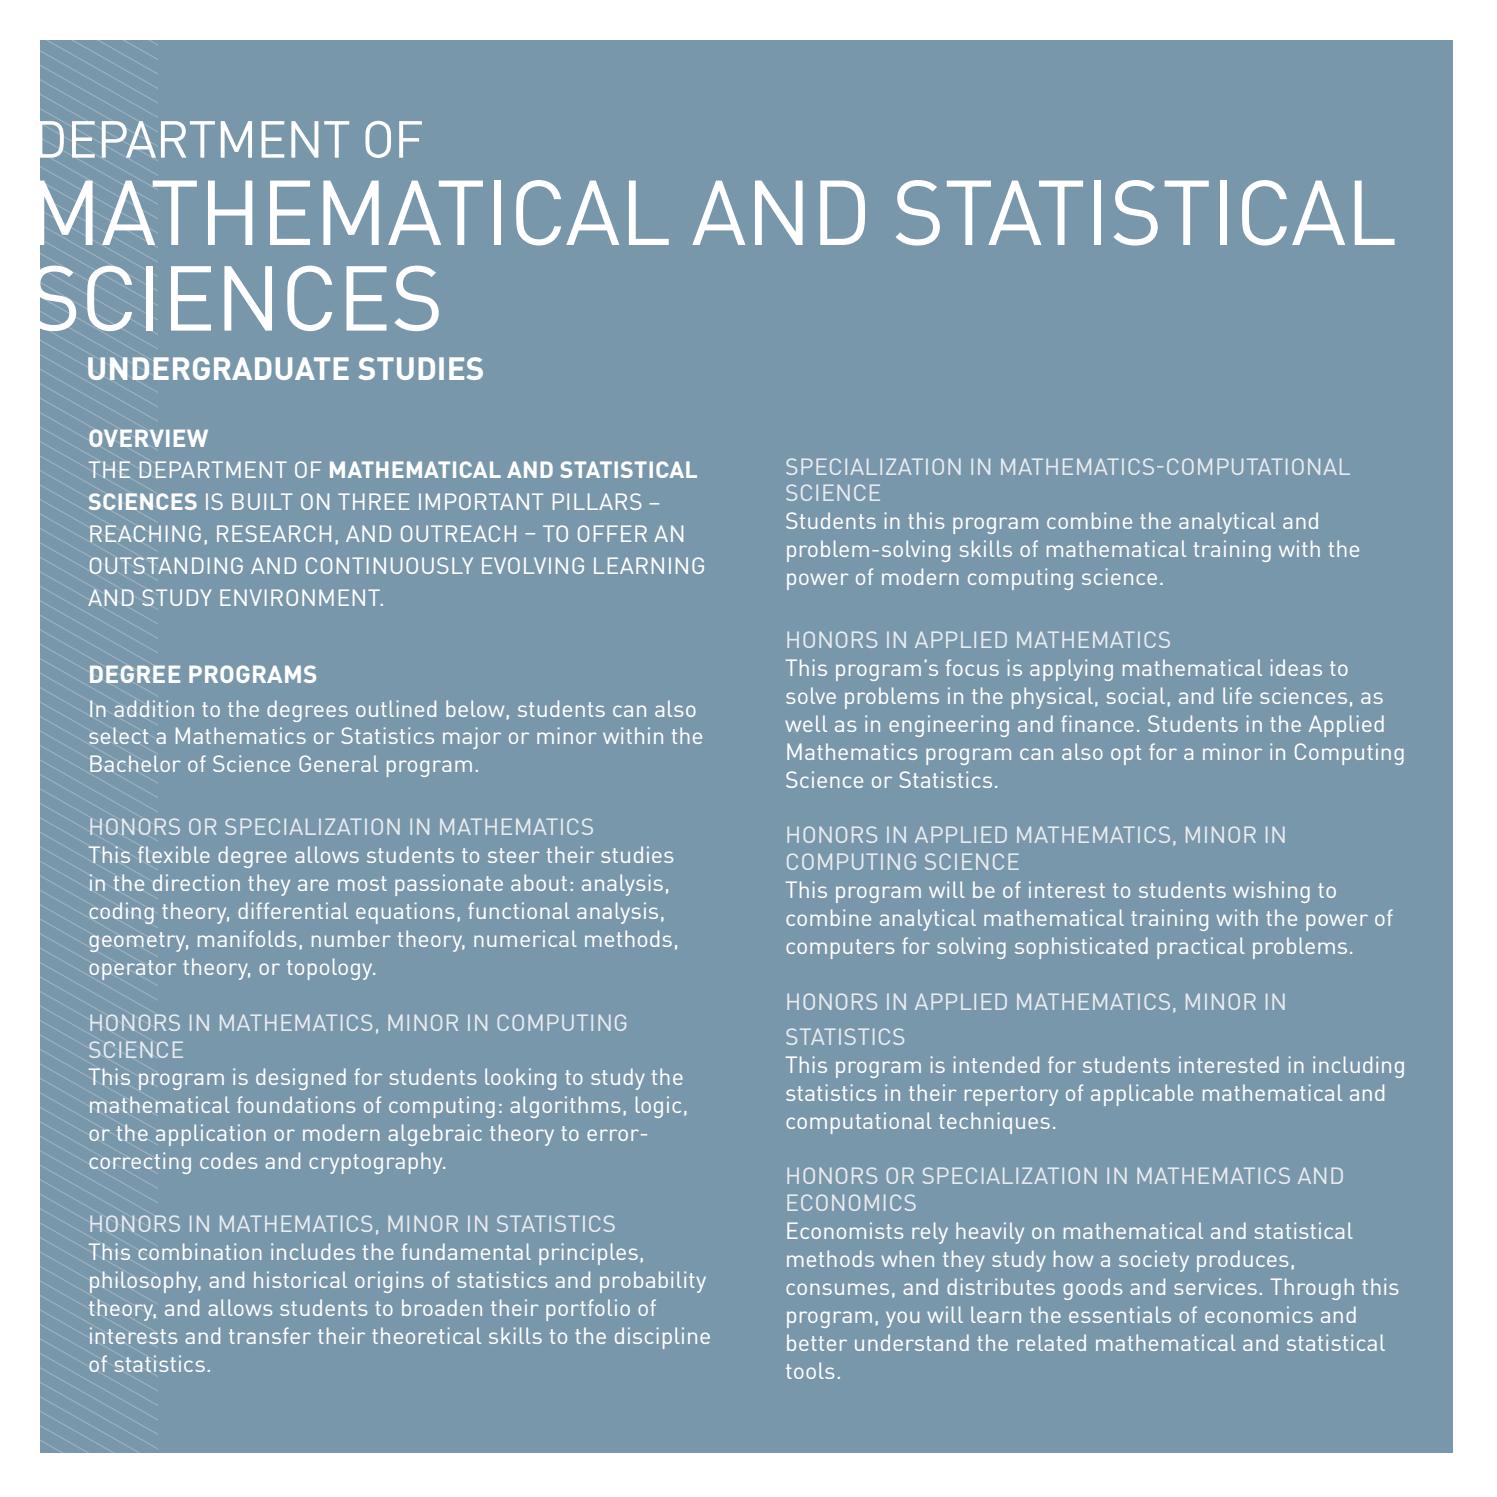 DEPARTMENT OF
MATHEMATICAL AND STATISTICAL
SCIENCES
UNDERGRADUATE STUDIES
OVERVIEW
THE DEPARTMENT OF MATHEMATICAL AND STATISTICAL
SCIENCES IS BUILT ON THREE IMPORTANT PILLARS –
REACHING, RESEARCH, AND OUTREACH – TO OFFER AN
OUTSTANDING AND CONTINUOUSLY EVOLVING LEARNING
AND STUDY ENVIRONMENT.
DEGREE PROGRAMS
In addition to the degrees outlined below, students can also
select a Mathematics or Statistics major or minor within the
Bachelor of Science General program.
HONORS OR SPECIALIZATION IN MATHEMATICS
This flexible degree allows students to steer their studies
in the direction they are most passionate about: analysis,
coding theory, differential equations, functional analysis,
geometry, manifolds, number theory, numerical methods,
operator theory, or topology.
HONORS IN MATHEMATICS, MINOR IN COMPUTING
SCIENCE
This program is designed for students looking to study the
mathematical foundations of computing: algorithms, logic,
or the application or modern algebraic theory to error-
correcting codes and cryptography.
HONORS IN MATHEMATICS, MINOR IN STATISTICS
This combination includes the fundamental principles,
philosophy, and historical origins of statistics and probability
theory, and allows students to broaden their portfolio of
interests and transfer their theoretical skills to the discipline
of statistics.
SPECIALIZATION IN MATHEMATICS-COMPUTATIONAL
SCIENCE
Students in this program combine the analytical and
problem-solving skills of mathematical training with the
power of modern computing science.
HONORS IN APPLIED MATHEMATICS
This program's focus is applying mathematical ideas to
solve problems in the physical, social, and life sciences, as
well as in engineering and finance. Students in the Applied
Mathematics program can also opt for a minor in Computing
Science or Statistics.
HONORS IN APPLIED MATHEMATICS, MINOR IN
COMPUTING SCIENCE
This program will be of interest to students wishing to
combine analytical mathematical training with the power of
computers for solving sophisticated practical problems.
HONORS IN APPLIED MATHEMATICS, MINOR IN
STATISTICS
This program is intended for students interested in including
statistics in their repertory of applicable mathematical and
computational techniques.
HONORS OR SPECIALIZATION IN MATHEMATICS AND
ECONOMICS
Economists rely heavily on mathematical and statistical
methods when they study how a society produces,
consumes, and distributes goods and services. Through this
program, you will learn the essentials of economics and
better understand the related mathematical and statistical
tools.